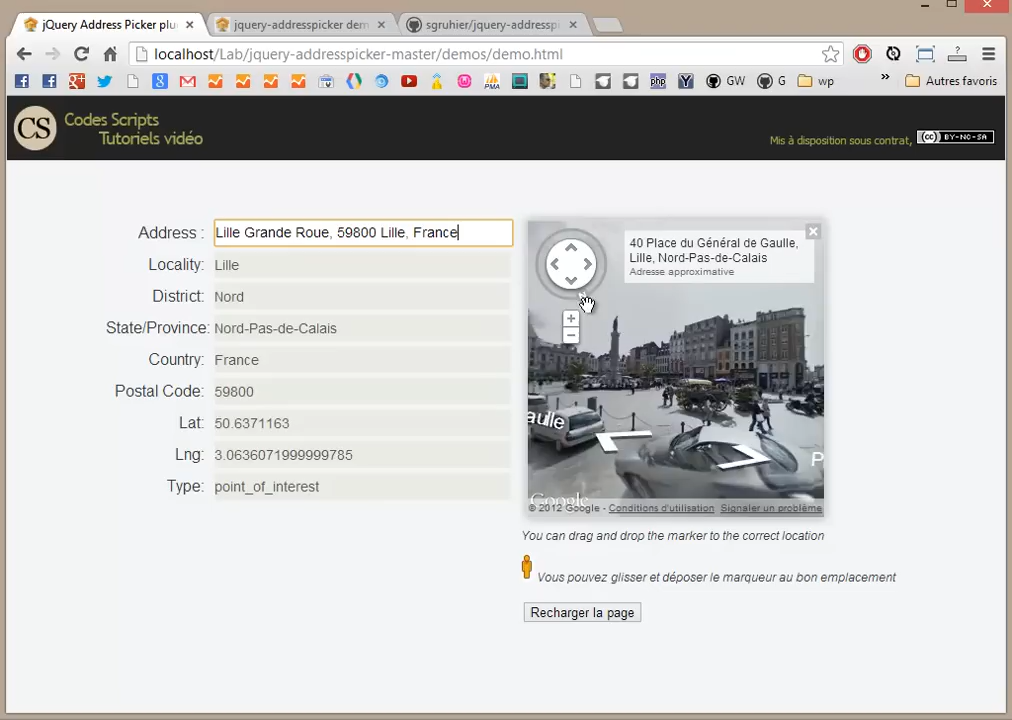 jQuery Address Picker plu
jquery-addresspicker dem
sgruhier/jquery-addressp
localhost/Lab/jquery-addresspicker-master/demos/demo.html
PMA
php
GW
G
wp
»
Autres favoris
CS
Codes Scripts
Tutoriels vidéo
Mis à disposition sous contrat,
cc BY-NC-SA
Address : Lille Grande Roue, 59800 Lille, France
Locality: Lille
District: Nord
State/Province: Nord-Pas-de-Calais
Country: France
Postal Code: 59800
Lat: 50.6371163
Lng: 3.0636071999999785
Type: point_of_interest
40 Place du Général de Gaulle,
Lille, Nord-Pas-de-Calais
Adresse approximative
aulle
P
Google
© 2012 Google - Conditions d'utilisation Signaler un problème
You can drag and drop the marker to the correct location
Vous pouvez glisser et déposer le marqueur au bon emplacement
Recharger la page